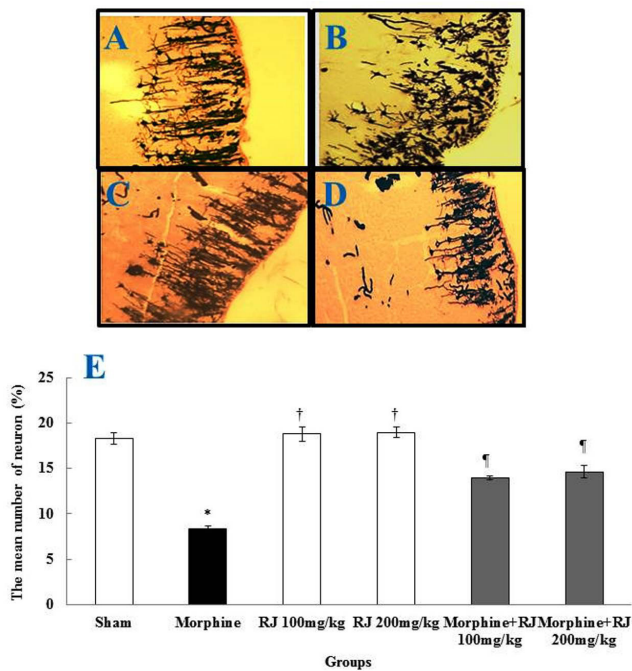 A
B
C
D
E
25
20
15
10
5
0
The mean number of neuron (%)
*
†
†
¶
¶
Sham
Morphine
RJ 100mg/kg
RJ 200mg/kg
Morphine+RJ
100mg/kg
Morphine+RJ
200mg/kg
Groups